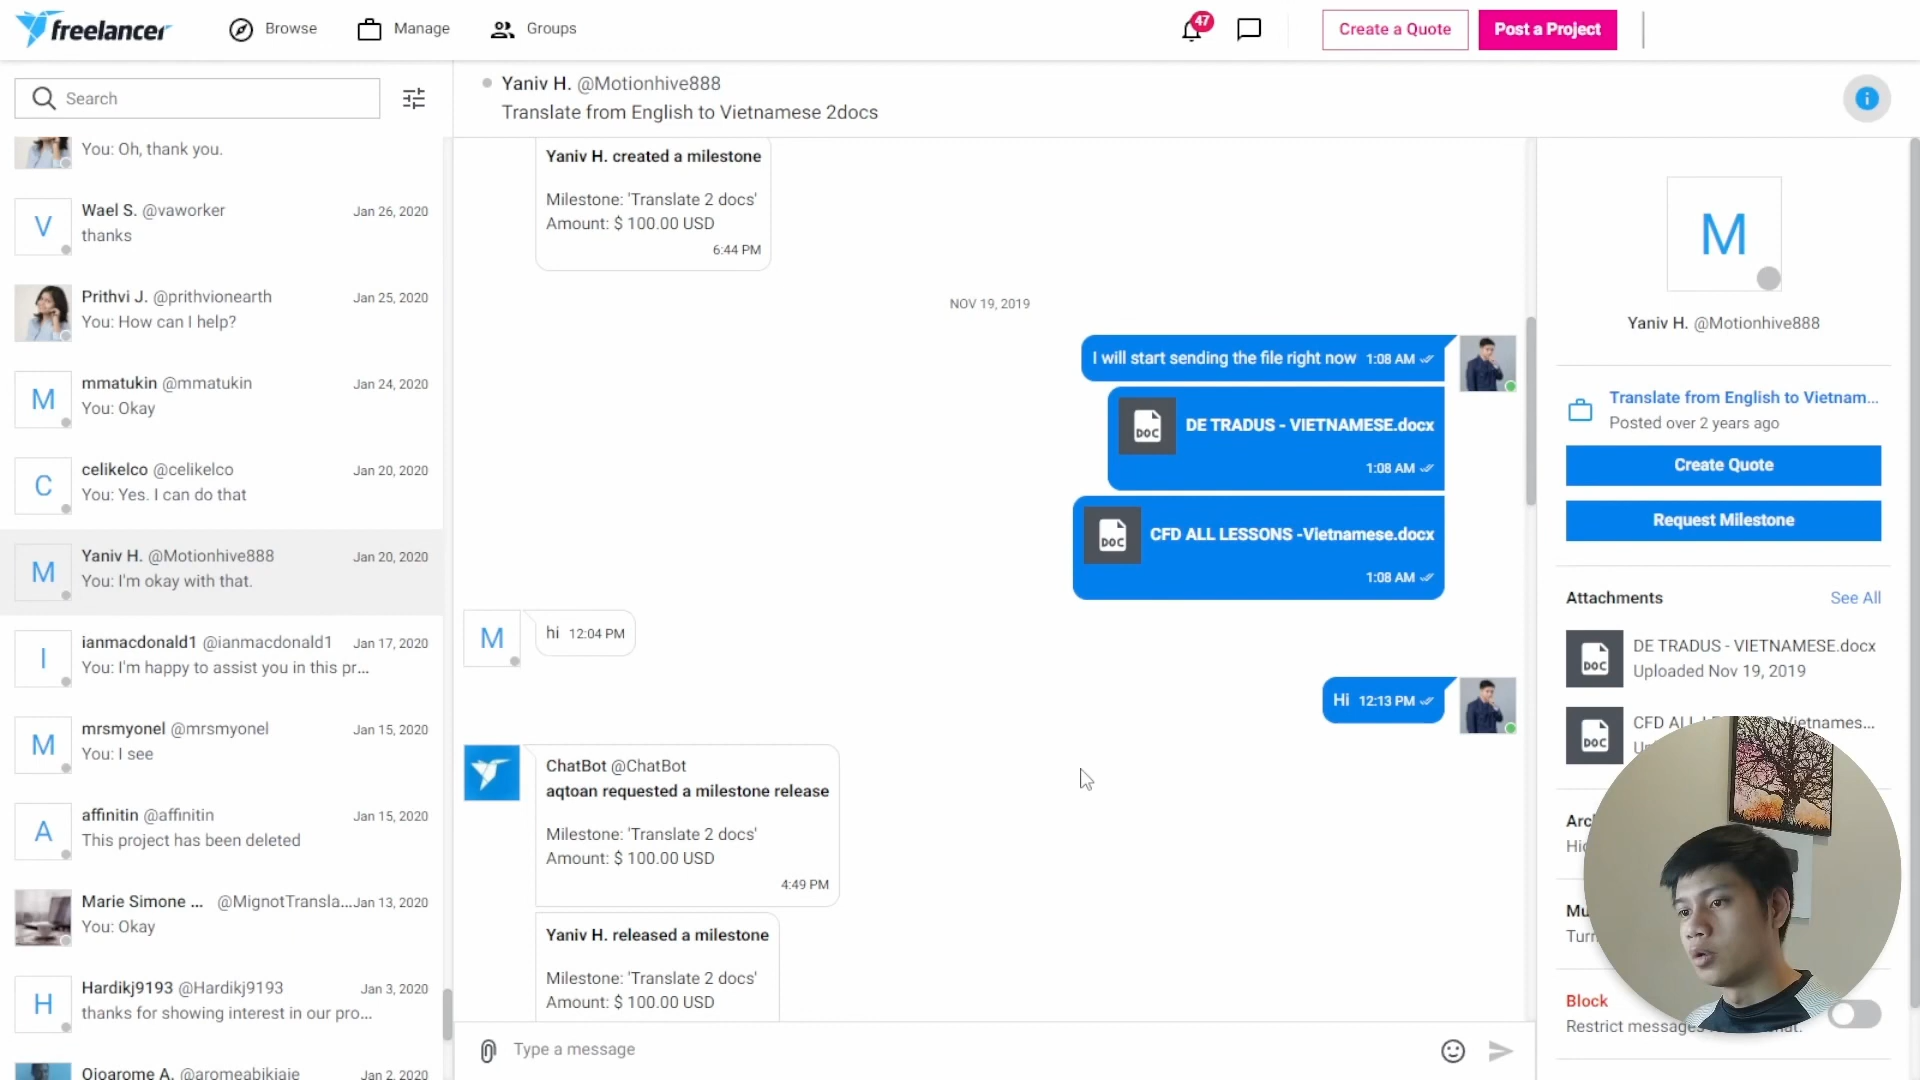 freelancer
Browse
Manage
Groups
47
Create a Quote
Post a Project
Search
You: Oh, thank you.
V
Wael S. @vaworker
Jan 26, 2020
thanks
Prithvi J. @prithvionearth
Jan 25, 2020
You: How can I help?
M
mmatukin @mmatukin
Jan 24, 2020
You: Okay
C
celikelco @celikelco
Jan 20, 2020
You: Yes. I can do that
M
Yaniv H. @Motionhive888
Jan 20, 2020
You: I'm okay with that.
I
ianmacdonald1 @ianmacdonald1
Jan 17, 2020
You: I'm happy to assist you in this pr...
M
mrsmyonel @mrsmyonel
Jan 15, 2020
You: I see
A
affinitin @affinitin
Jan 15, 2020
This project has been deleted
Marie Simone ... @MignotTransla...
Jan 13, 2020
You: Okay
H
Hardikj9193 @Hardikj9193
Jan 3, 2020
thanks for showing interest in our pro...
Ojoarome A. @aromeabikjaie
Jan 2, 2020
Yaniv H. @Motionhive888
Translate from English to Vietnamese 2docs
Yaniv H. created a milestone
Milestone: 'Translate 2 docs'
Amount: $ 100.00 USD
6:44 PM
NOV 19, 2019
I will start sending the file right now 1:08 AM
DOC
DE TRADUS - VIETNAMESE.docx
1:08 AM
DOC
CFD ALL LESSONS -Vietnamese.docx
1:08 AM
M
hi 12:04 PM
Hi 12:13 PM
ChatBot @ChatBot
aqtoan requested a milestone release
Milestone: 'Translate 2 docs'
Amount: $ 100.00 USD
4:49 PM
Yaniv H. released a milestone
Milestone: 'Translate 2 docs'
Amount: $ 100.00 USD
Type a message
M
Yaniv H. @Motionhive888
Translate from English to Vietnam...
Posted over 2 years ago
Create Quote
Request Milestone
Attachments
See All
DOC
DE TRADUS - VIETNAMESE.docx
Uploaded Nov 19, 2019
DOC
CFD
Block
Restrict messages